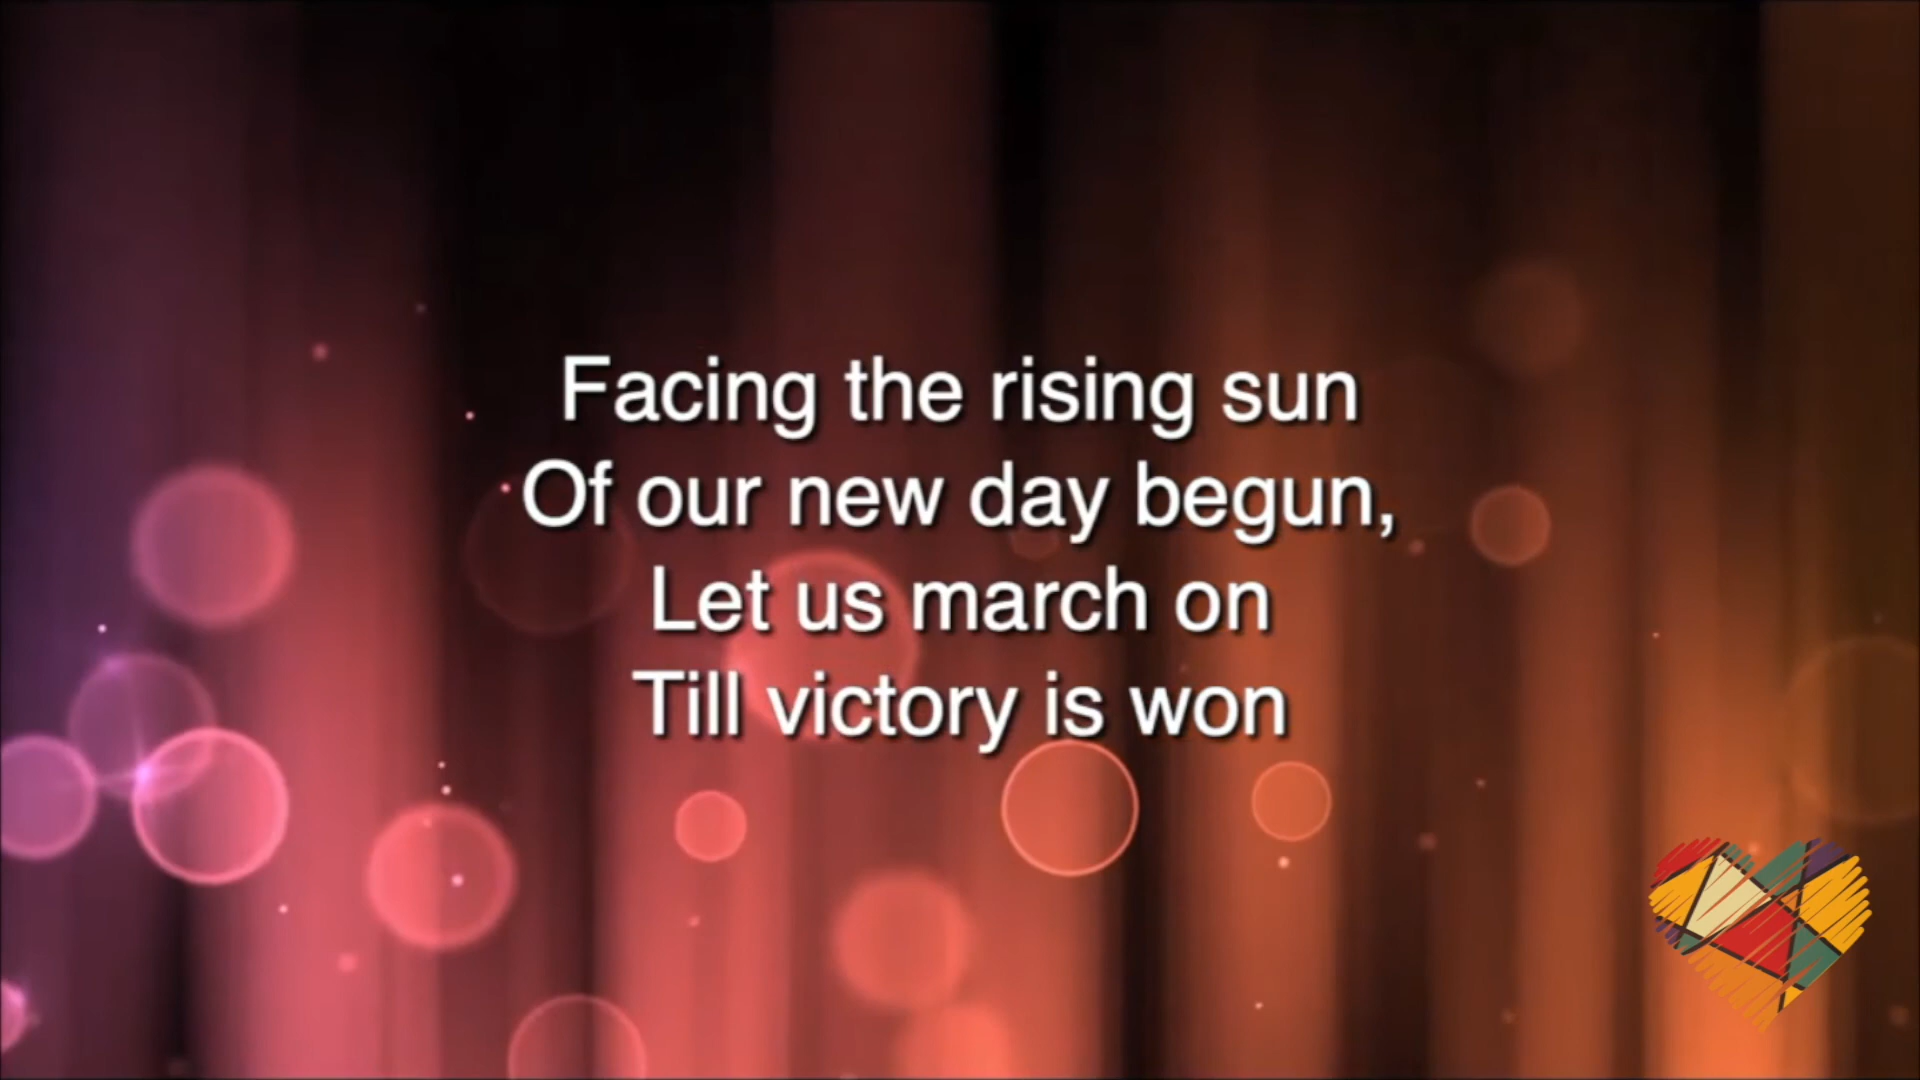 Facing the rising sun
Of our new day begun,
Let us march on
Till victory is won